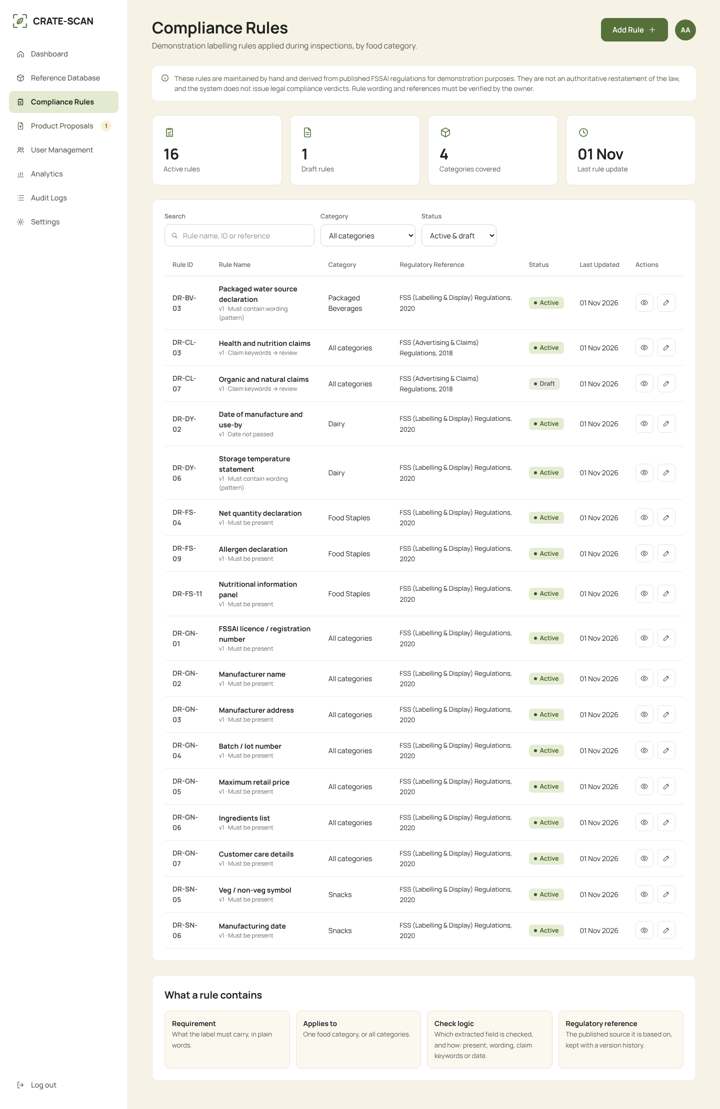 CRATE-SCAN
Dashboard
Reference Database
Compliance Rules
Product Proposals 1
User Management
Analytics
Audit Logs
Settings
Log out
Compliance Rules
Demonstration labelling rules applied during inspections, by food category.
Add Rule +
AA
These rules are maintained by hand and derived from published FSSAI regulations for demonstration purposes. They are not an authoritative restatement of the law,
and the system does not issue legal compliance verdicts. Rule wording and references must be verified by the owner.
16
Active rules
1
Draft rules
4
Categories covered
01 Nov
Last rule update
Search
Rule name, ID or reference
Category
All categories
Status
Active & draft
Rule ID Rule Name Category Regulatory Reference Status Last Updated Actions
DR-BV-
03
Packaged water source
declaration
v1 · Must contain wording
(pattern)
Packaged
Beverages
FSS (Labelling & Display) Regulations,
2020
Active
01 Nov 2026
DR-CL-
03
Health and nutrition claims
v1 · Claim keywords → review
All categories
FSS (Advertising & Claims)
Regulations, 2018
Active
01 Nov 2026
DR-CL-
07
Organic and natural claims
v1 · Claim keywords → review
All categories
FSS (Advertising & Claims)
Regulations, 2018
Draft
01 Nov 2026
DR-DY-
02
Date of manufacture and
use-by
v1 · Date not passed
Dairy
FSS (Labelling & Display) Regulations,
2020
Active
01 Nov 2026
DR-DY-
06
Storage temperature
statement
v1 · Must contain wording
(pattern)
Dairy
FSS (Labelling & Display) Regulations,
2020
Active
01 Nov 2026
DR-FS-
04
Net quantity declaration
v1 · Must be present
Food Staples
FSS (Labelling & Display) Regulations,
2020
Active
01 Nov 2026
DR-FS-
09
Allergen declaration
v1 · Must be present
Food Staples
FSS (Labelling & Display) Regulations,
2020
Active
01 Nov 2026
DR-FS-11
Nutritional information
panel
v1 · Must be present
Food Staples
FSS (Labelling & Display) Regulations,
2020
Active
01 Nov 2026
DR-GN-
01
FSSAI licence / registration
number
v1 · Must be present
All categories
FSS (Labelling & Display) Regulations,
2020
Active
01 Nov 2026
DR-GN-
02
Manufacturer name
v1 · Must be present
All categories
FSS (Labelling & Display) Regulations,
2020
Active
01 Nov 2026
DR-GN-
03
Manufacturer address
v1 · Must be present
All categories
FSS (Labelling & Display) Regulations,
2020
Active
01 Nov 2026
DR-GN-
04
Batch / lot number
v1 · Must be present
All categories
FSS (Labelling & Display) Regulations,
2020
Active
01 Nov 2026
DR-GN-
05
Maximum retail price
v1 · Must be present
All categories
FSS (Labelling & Display) Regulations,
2020
Active
01 Nov 2026
DR-GN-
06
Ingredients list
v1 · Must be present
All categories
FSS (Labelling & Display) Regulations,
2020
Active
01 Nov 2026
DR-GN-
07
Customer care details
v1 · Must be present
All categories
FSS (Labelling & Display) Regulations,
2020
Active
01 Nov 2026
DR-SN-
05
Veg / non-veg symbol
v1 · Must be present
Snacks
FSS (Labelling & Display) Regulations,
2020
Active
01 Nov 2026
DR-SN-
06
Manufacturing date
v1 · Must be present
Snacks
FSS (Labelling & Display) Regulations,
2020
Active
01 Nov 2026
What a rule contains
Requirement
What the label must carry, in plain
words.
Applies to
One food category, or all categories.
Check logic
Which extracted field is checked,
and how: present, wording, claim
keywords or date.
Regulatory reference
The published source it is based on,
kept with a version history.